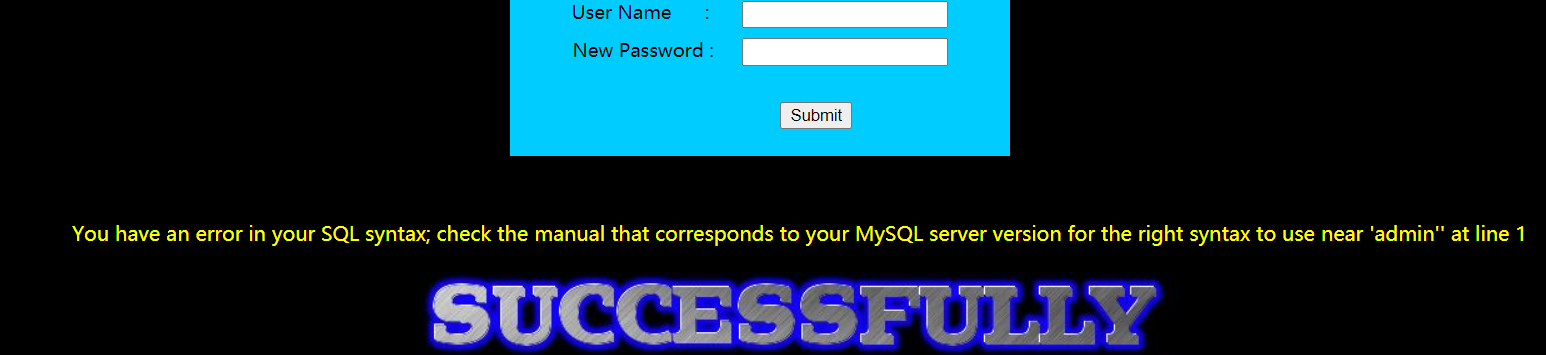 User Name :
New Password :
Submit
You have an error in your SQL syntax; check the manual that corresponds to your MySQL server version for the right syntax to use near 'admin'' at line 1
SUCCESSFULLY